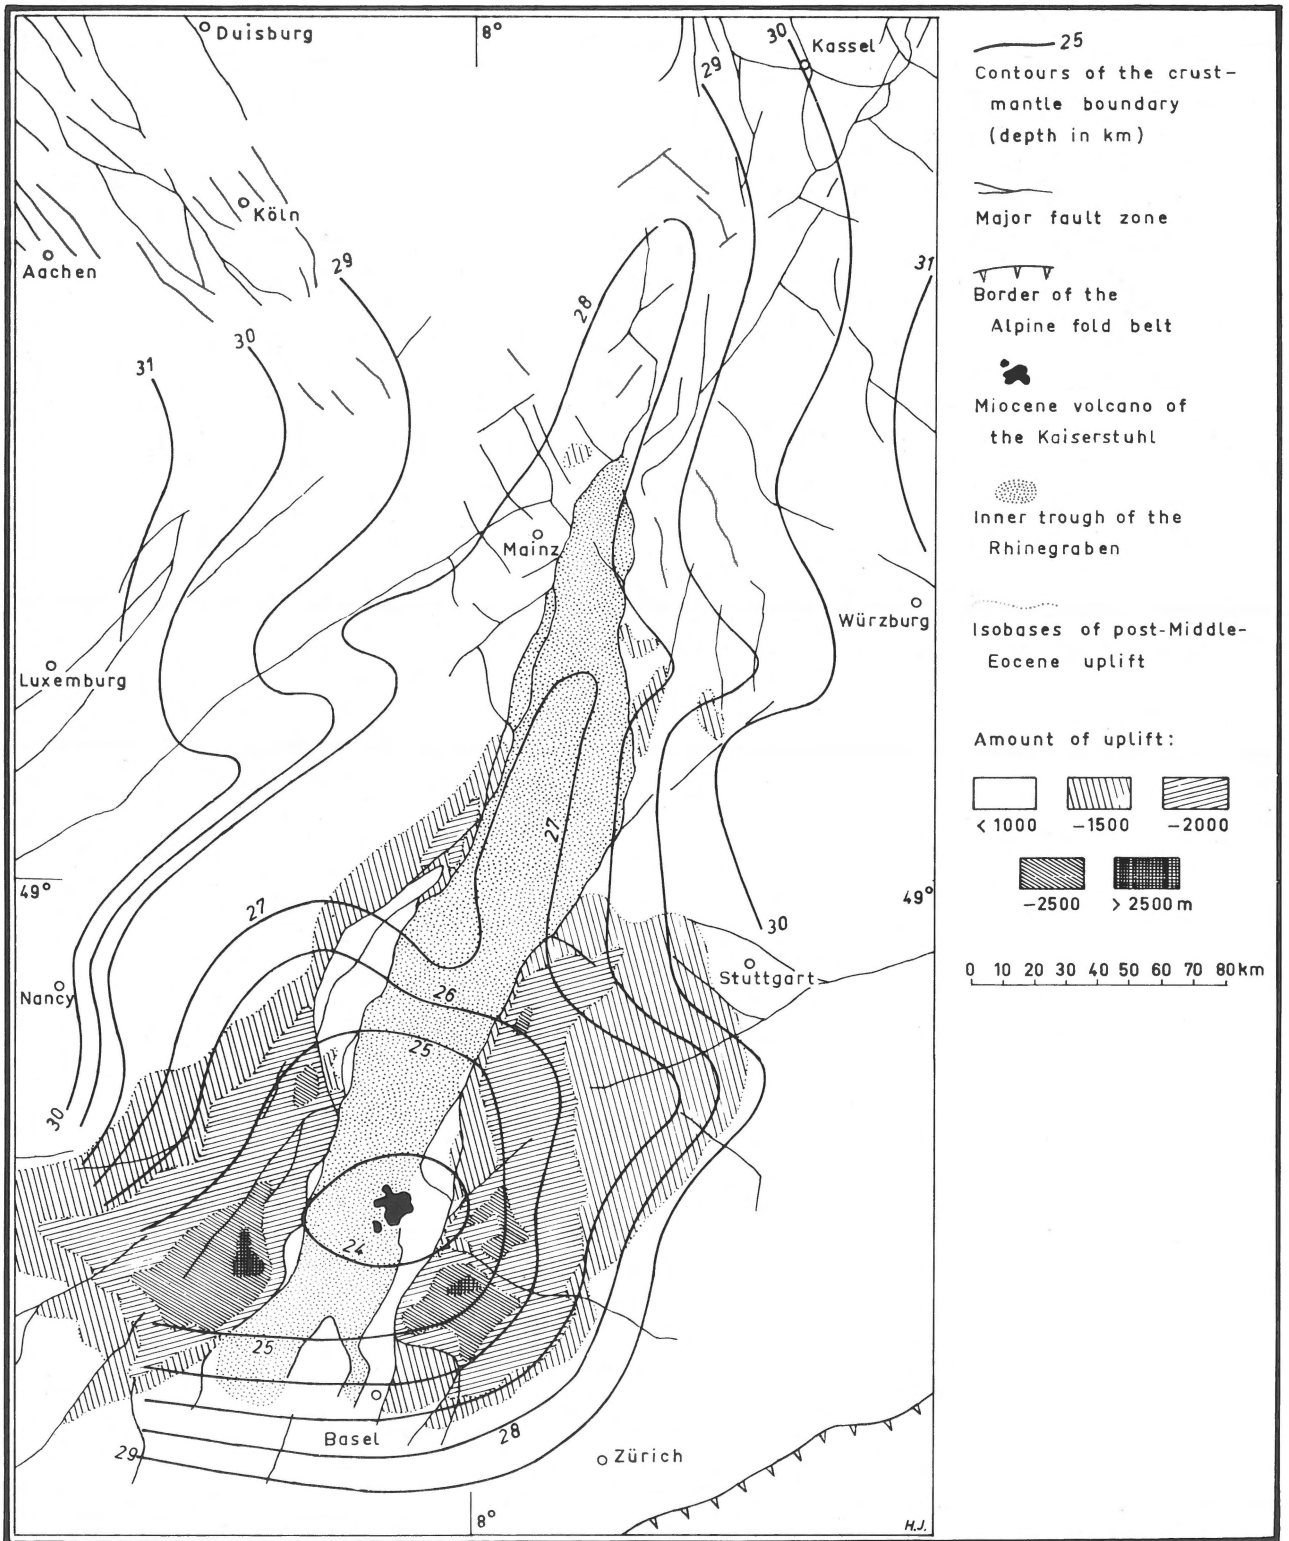 Duisburg
8°
30
Kassel
29
Köln
Aachen
29
28
31
30
31
Mainz
Würzburg
Luxemburg
27
49°
49°
27
30
Stuttgart
Nancy
26
25
30
24
25
Basel
28
29
Zürich
8°
H.J.
25
Contours of the crust–
mantle boundary
(depth in km)
Major fault zone
Border of the
Alpine fold belt
Miocene volcano of
the Kaiserstuhl
Inner trough of the
Rhinegraben
Isobases of post-Middle-
Eocene uplift
Amount of uplift:
< 1000 –1500 –2000
–2500 > 2500 m
0 10 20 30 40 50 60 70 80 km